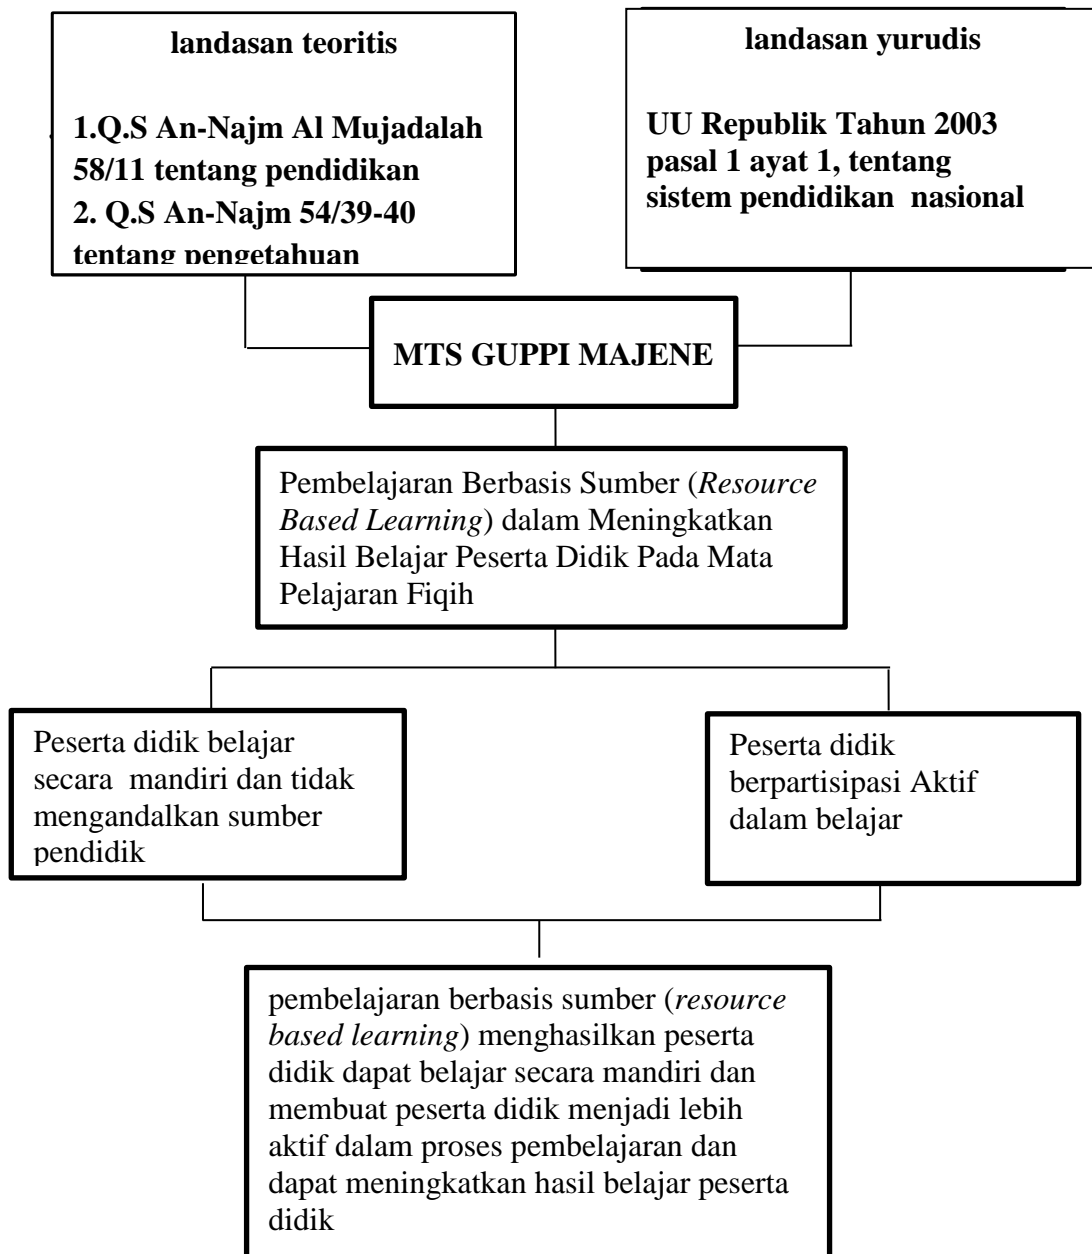 landasan teoritis
1.Q.S An-Najm Al Mujadalah
58/11 tentang pendidikan
2. Q.S An-Najm 54/39-40
tentang pengetahuan
landasan yurudis
UU Republik Tahun 2003
pasal 1 ayat 1, tentang
sistem pendidikan nasional
MTS GUPPI MAJENE
Pembelajaran Berbasis Sumber (Resource
Based Learning) dalam Meningkatkan
Hasil Belajar Peserta Didik Pada Mata
Pelajaran Fiqih
Peserta didik belajar
secara mandiri dan tidak
mengandalkan sumber
pendidik
Peserta didik
berpartisipasi Aktif
dalam belajar
pembelajaran berbasis sumber (resource
based learning) menghasilkan peserta
didik dapat belajar secara mandiri dan
membuat peserta didik menjadi lebih
aktif dalam proses pembelajaran dan
dapat meningkatkan hasil belajar peserta
didik